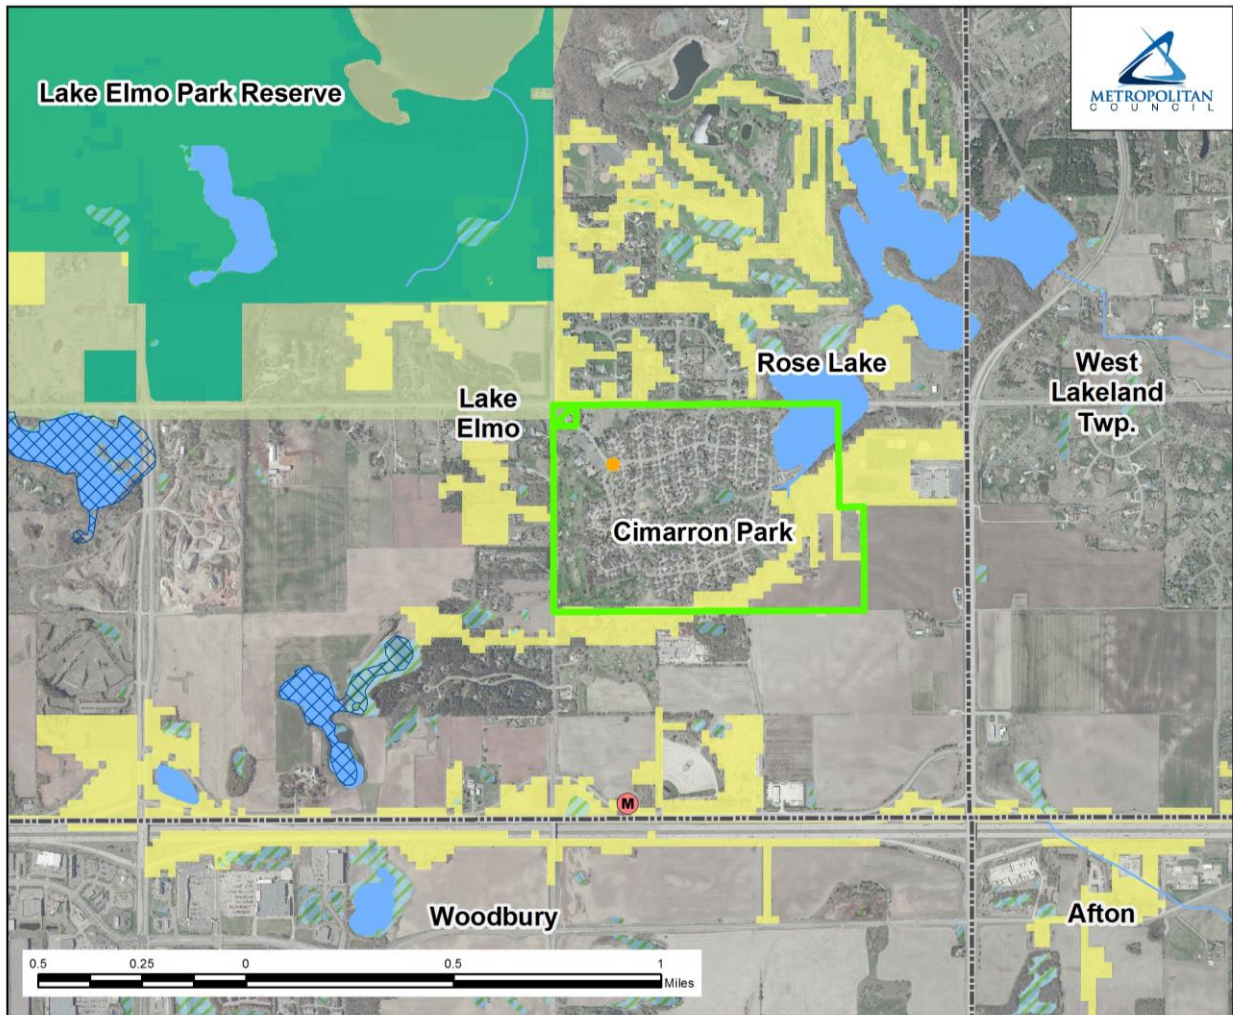 Lake Elmo Park Reserve
METROPOLITAN
COUNCIL
Rose Lake
West
Lakeland
Twp.
Lake
Elmo
Cimarron Park
M
Woodbury
Afton
0.5 0.25 0 0.5 1
Miles